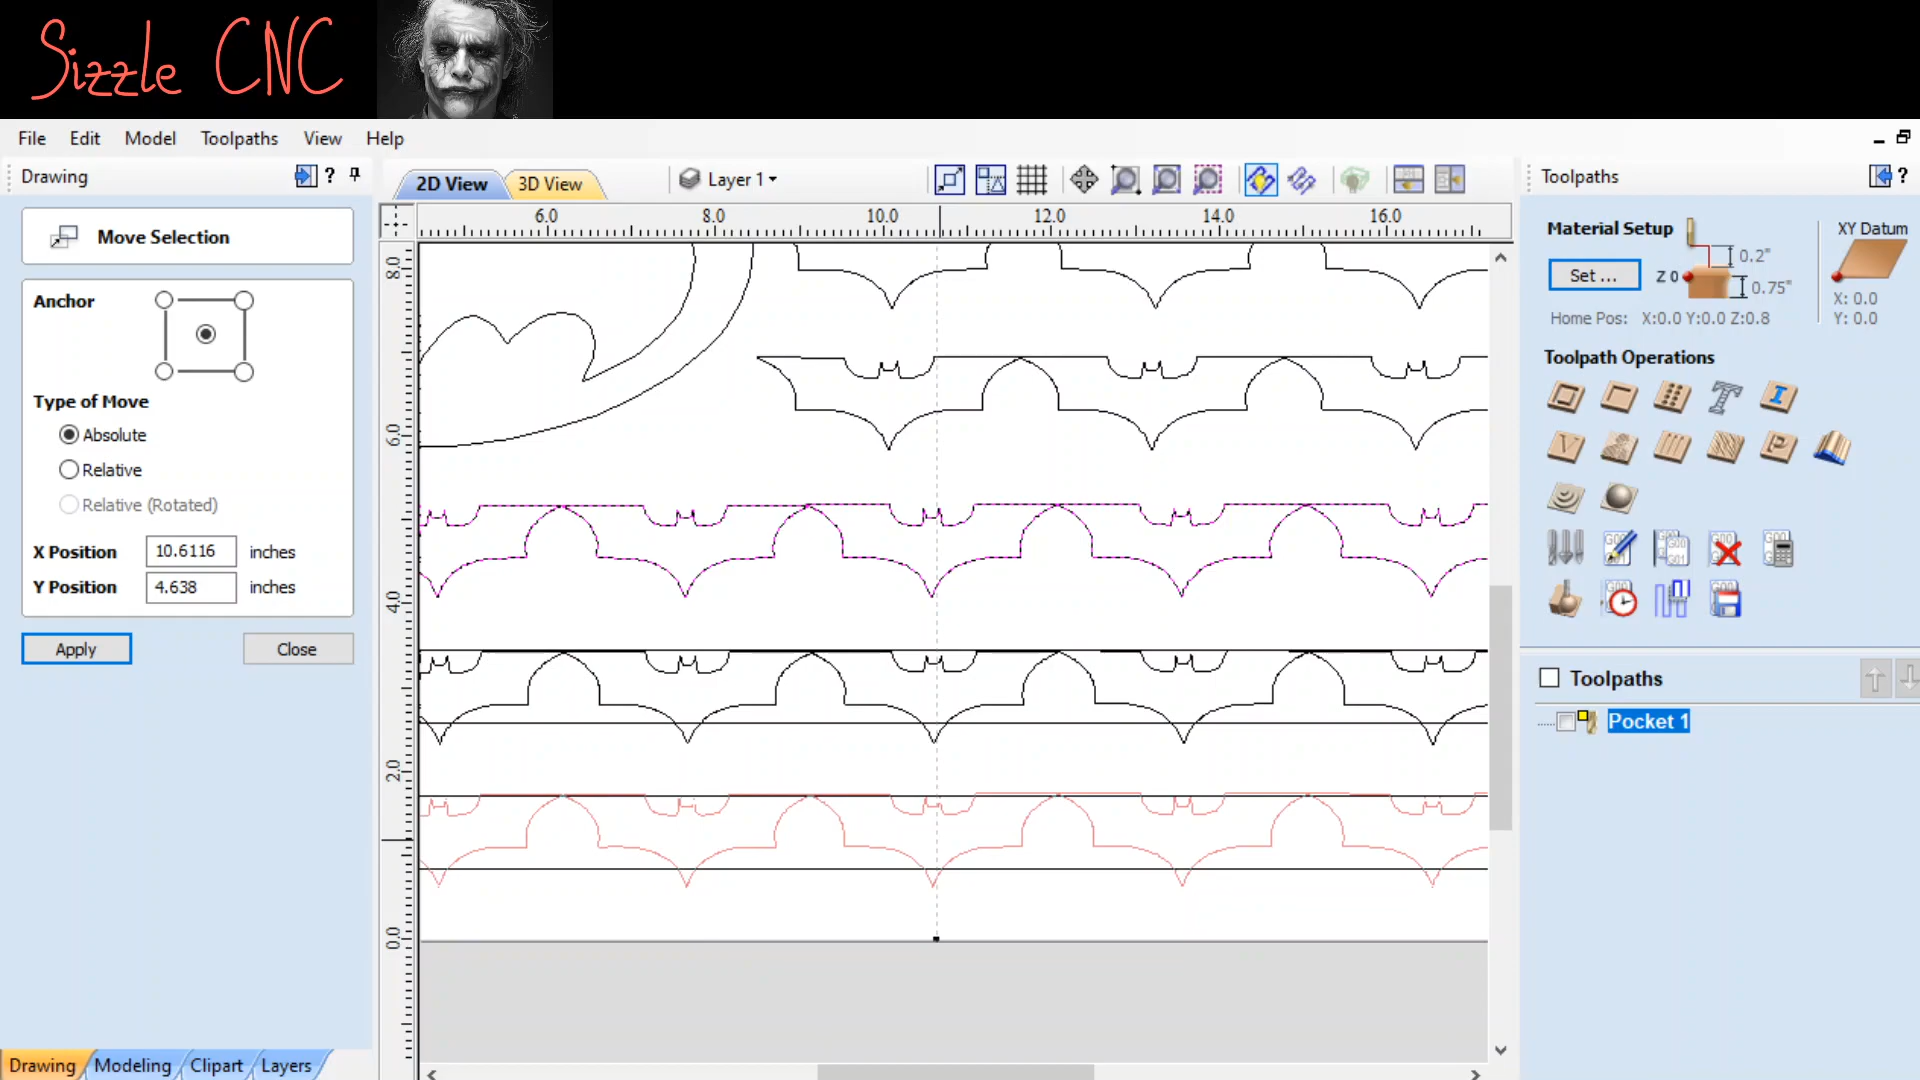 Sizzle CNC
File Edit Model Toolpaths View Help
Drawing
?
2D View
3D View
Layer 1
Toolpaths
?
Move Selection
Anchor
Type of Move
Absolute
Relative
Relative (Rotated)
X Position 10.6116 inches
Y Position 4.638 inches
Apply
Close
6.0 8.0 10.0 12.0 14.0 16.0
8.0
6.0
4.0
2.0
0.0
Material Setup
Set ...
Z 0
0.2"
0.75"
XY Datum
X: 0.0
Y: 0.0
Home Pos: X:0.0 Y:0.0 Z:0.8
Toolpath Operations
Toolpaths
Pocket 1
Drawing Modeling Clipart Layers